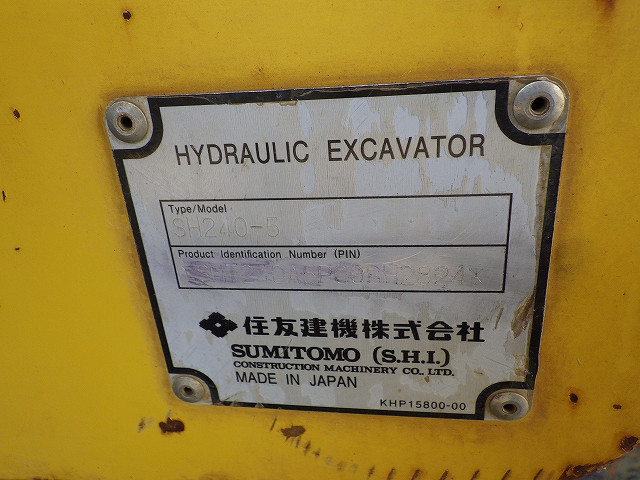 HYDRAULIC EXCAVATOR
Type/Model
SH240-5
Product Identification Number (PIN)
住友建機株式会社
SUMITOMO (S.H.I.)
CONSTRUCTION MACHINERY CO., LTD.
MADE IN JAPAN
KHP15800-00